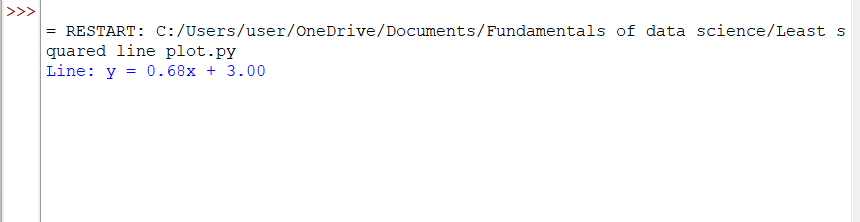 >>>
= RESTART: C:/Users/user/OneDrive/Documents/Fundamentals of data science/Least s
quared line plot.py
Line: y = 0.68x + 3.00